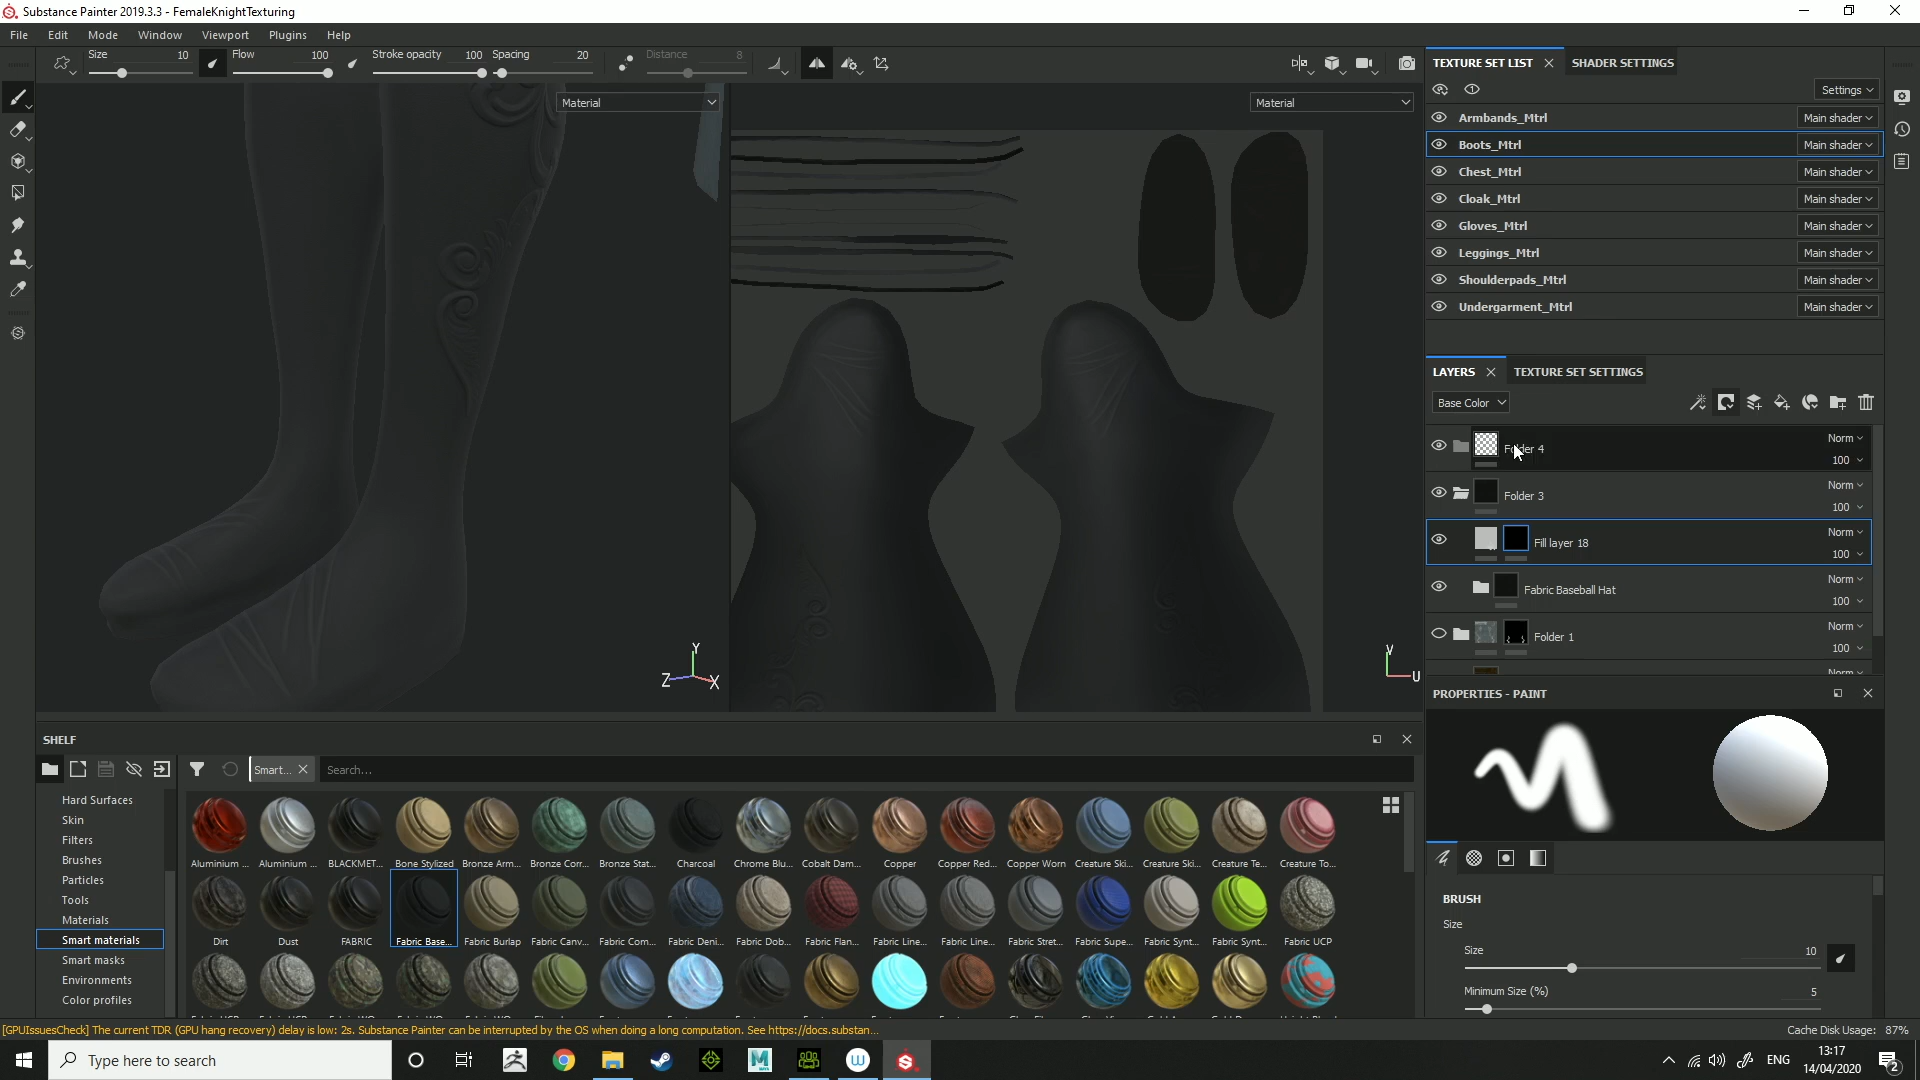 Substance Painter 2019.3.3 - FemaleKnightTexturing
File Edit Mode Window Viewport Plugins Help
Size 10 Flow 100 Stroke opacity 100 Spacing 20 Distance 8
Material
Material
TEXTURE SET LIST SHADER SETTINGS
Settings
Armbands_Mtrl Main shader
Boots_Mtrl Main shader
Chest_Mtrl Main shader
Cloak_Mtrl Main shader
Gloves_Mtrl Main shader
Leggings_Mtrl Main shader
Shoulderpads_Mtrl Main shader
Undergarment_Mtrl Main shader
LAYERS TEXTURE SET SETTINGS
Base Color
Folder 4 Norm 100
Folder 3 Norm 100
Fill layer 18 Norm 100
Fabric Baseball Hat Norm 100
Folder 1 Norm 100
Y
Z X
V
U
PROPERTIES - PAINT
BRUSH
Size
Size 10
Minimum Size (%) 5
SHELF
Smart... Search...
Hard Surfaces
Skin
Filters
Brushes
Particles
Tools
Materials
Smart materials
Smart masks
Environments
Color profiles
Aluminium ... Aluminium ... BLACKMET... Bone Stylized Bronze Arm... Bronze Corr... Bronze Stat... Charcoal Chrome Blu... Cobalt Dam... Copper Copper Red... Copper Worn Creature Ski... Creature Ski... Creature Te... Creature To...
Dirt Dust FABRIC Fabric Base... Fabric Burlap Fabric Canv... Fabric Com... Fabric Deni... Fabric Dob... Fabric Flan... Fabric Line... Fabric Line... Fabric Stret... Fabric Supe... Fabric Synt... Fabric Synt... Fabric UCP
[GPUIssuesCheck] The current TDR (GPU hang recovery) delay is low: 2s. Substance Painter can be interrupted by the OS when doing a long computation. See https://docs.substan...
Cache Disk Usage: 87%
Type here to search
ENG
13:17
14/04/2020
2